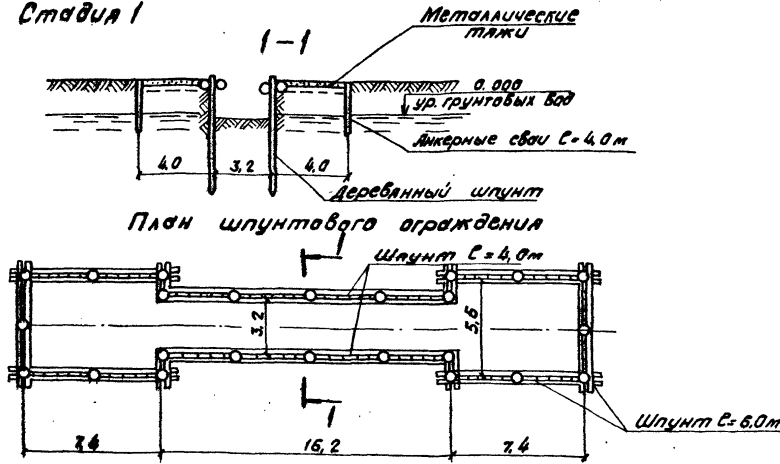 Стадия 1
1-1
Металлические
тяжи
0.000
ур. грунтовых вод
Анкерные сваи ℓ=4,0м
4,0
3,2
4,0
Деревянный шпунт
План шпунтового ограждения
1
Шпунт ℓ=4,0м
3,2
5,6
1
Шпунт ℓ=6,0м
7,4
16,2
7,4